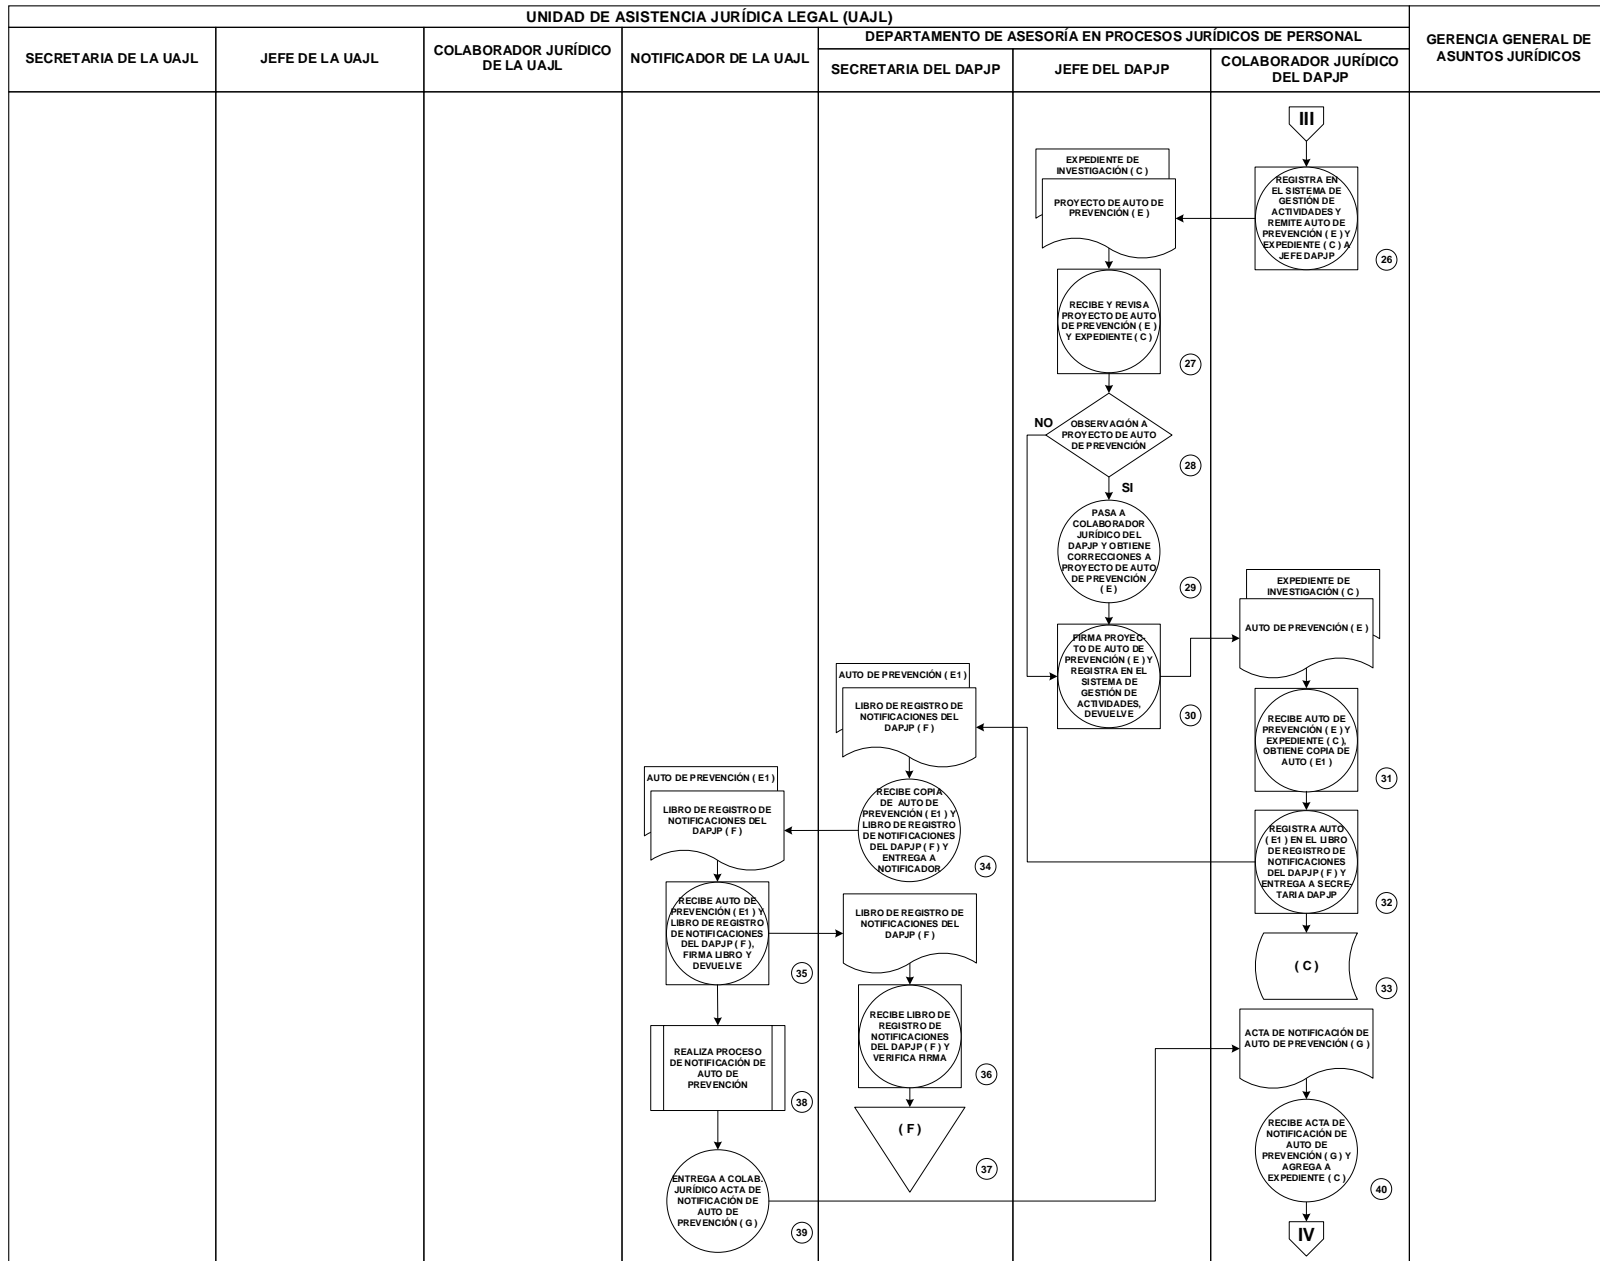 UNIDAD DE ASISTENCIA JURÍDICA LEGAL (UAJL)
SECRETARIA DE LA UAJL
JEFE DE LA UAJL
COLABORADOR JURÍDICO
DE LA UAJL
NOTIFICADOR DE LA UAJL
DEPARTAMENTO DE ASESORÍA EN PROCESOS JURÍDICOS DE PERSONAL
SECRETARIA DEL DAPJP
JEFE DEL DAPJP
COLABORADOR JURÍDICO
DEL DAPJP
GERENCIA GENERAL DE
ASUNTOS JURÍDICOS
III
REGISTRA EN
EL SISTEMA DE
GESTIÓN DE
ACTIVIDADES Y
REMITE AUTO DE
PREVENCIÓN ( E ) Y
EXPEDIENTE ( C ) A
JEFE DAPJP
26
EXPEDIENTE DE
INVESTIGACIÓN ( C )
PROYECTO DE AUTO DE
PREVENCIÓN ( E )
RECIBE Y REVISA
PROYECTO DE AUTO
DE PREVENCIÓN ( E )
Y EXPEDIENTE ( C )
27
NO
OBSERVACIÓN A
PROYECTO DE AUTO
DE PREVENCIÓN
28
SI
PASA A
COLABORADOR
JURÍDICO DEL
DAPJP Y OBTIENE
CORRECCIONES A
PROYECTO DE AUTO
DE PREVENCIÓN
( E )
29
FIRMA PROYEC-
TO DE AUTO DE
PREVENCIÓN ( E ) Y
REGISTRA EN EL
SISTEMA DE
GESTIÓN DE
ACTIVIDADES,
DEVUELVE
30
EXPEDIENTE DE
INVESTIGACIÓN ( C )
AUTO DE PREVENCIÓN ( E )
RECIBE AUTO DE
PREVENCIÓN ( E ) Y
EXPEDIENTE ( C ),
OBTIENE COPIA DE
AUTO ( E1 )
31
REGISTRA AUTO
( E1 ) EN EL LIBRO
DE REGISTRO DE
NOTIFICACIONES
DEL DAPJP ( F ) Y
ENTREGA A SECRE-
TARIA DAPJP
32
( C )
33
AUTO DE PREVENCIÓN ( E1 )
LIBRO DE REGISTRO DE
NOTIFICACIONES DEL
DAPJP ( F )
RECIBE COPIA
DE AUTO DE
PREVENCIÓN ( E1 ) Y
LIBRO DE REGISTRO
DE NOTIFICACIONES
DEL DAPJP ( F ) Y
ENTREGA A
NOTIFICADOR
34
AUTO DE PREVENCIÓN ( E1 )
LIBRO DE REGISTRO DE
NOTIFICACIONES DEL
DAPJP ( F )
RECIBE AUTO DE
PREVENCIÓN ( E1 ) Y
LIBRO DE REGISTRO
DE NOTIFICACIONES
DEL DAPJP ( F ),
FIRMA LIBRO Y
DEVUELVE
35
LIBRO DE REGISTRO DE
NOTIFICACIONES DEL
DAPJP ( F )
RECIBE LIBRO DE
REGISTRO DE
NOTIFICACIONES
DEL DAPJP ( F ) Y
VERIFICA FIRMA
36
( F )
37
REALIZA PROCESO
DE NOTIFICACIÓN DE
AUTO DE
PREVENCIÓN
38
ENTREGA A COLAB.
JURÍDICO ACTA DE
NOTIFICACIÓN DE
AUTO DE
PREVENCIÓN ( G )
39
ACTA DE NOTIFICACIÓN DE
AUTO DE PREVENCIÓN ( G )
RECIBE ACTA DE
NOTIFICACIÓN DE
AUTO DE
PREVENCIÓN ( G ) Y
AGREGA A
EXPEDIENTE ( C )
40
IV